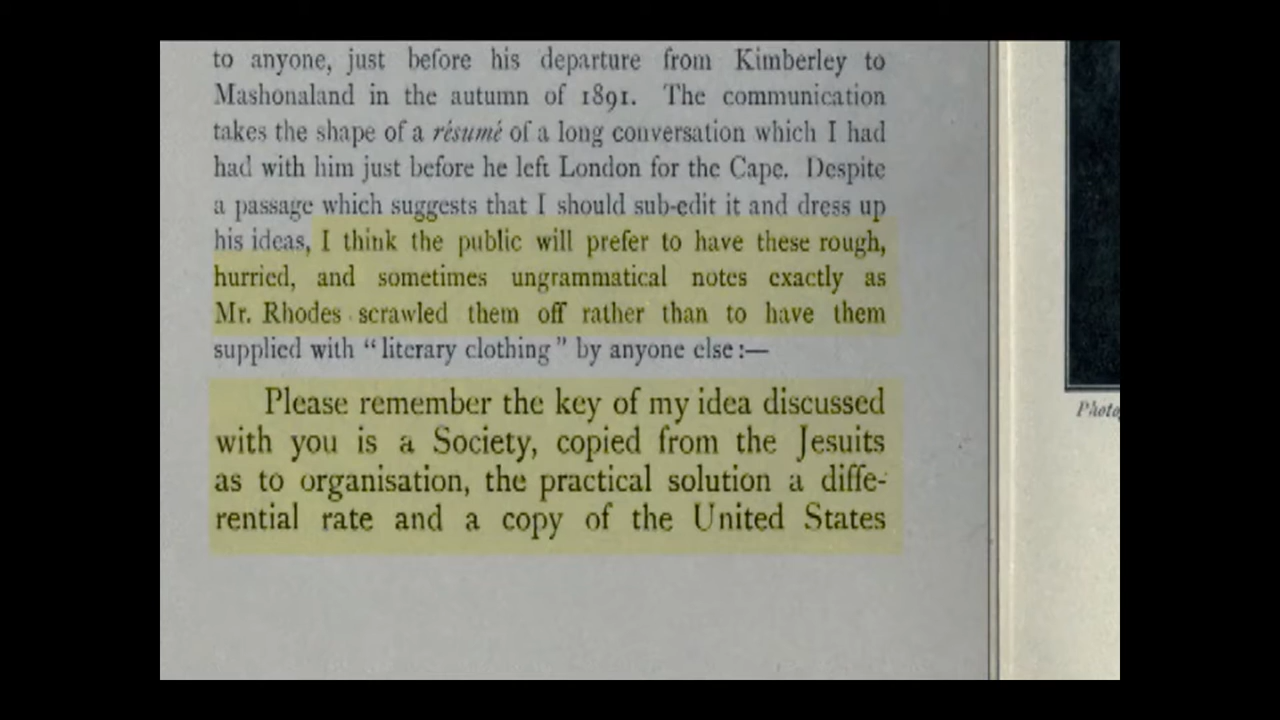 to anyone, just before his departure from Kimberley to
Mashonaland in the autumn of 1891. The communication
takes the shape of a résumé of a long conversation which I had
had with him just before he left London for the Cape. Despite
a passage which suggests that I should sub-edit it and dress up
his ideas, I think the public will prefer to have these rough,
hurried, and sometimes ungrammatical notes exactly as
Mr. Rhodes scrawled them off rather than to have them
supplied with “literary clothing” by anyone else:—
Please remember the key of my idea discussed
with you is a Society, copied from the Jesuits
as to organisation, the practical solution a diffe-
rential rate and a copy of the United States